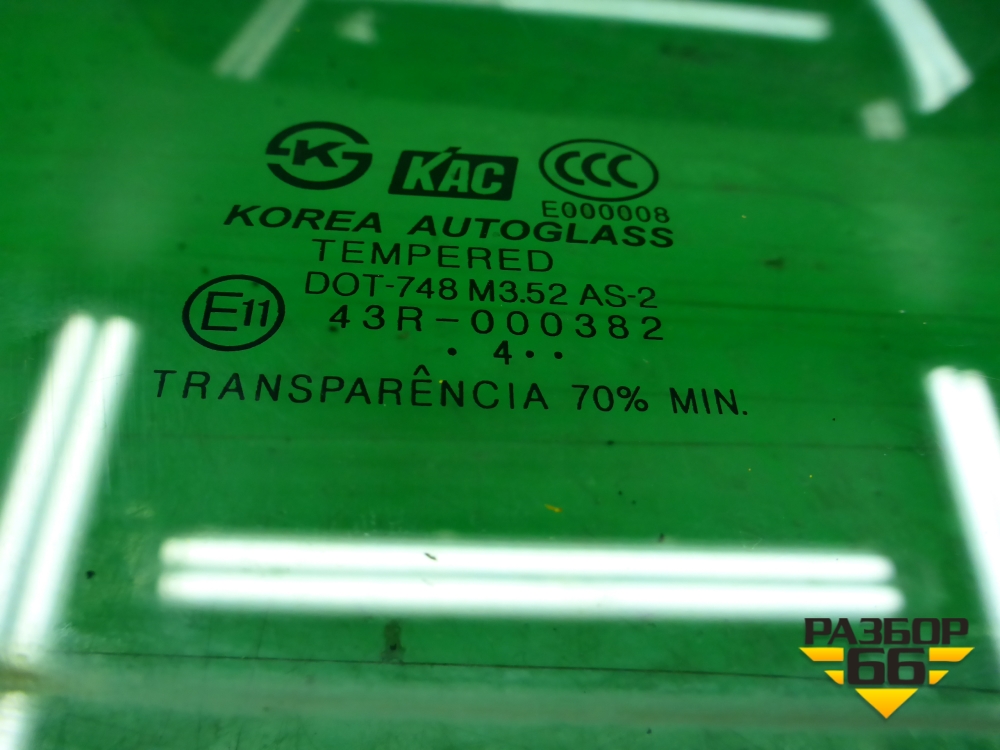 K KAC CCC
E000008
KOREA AUTOGLASS
TEMPERED
DOT-748 M3.52 AS-2
E11 43R-000382
• 4 • •
TRANSPARÊNCIA 70% MIN.
РАЗБОР
66